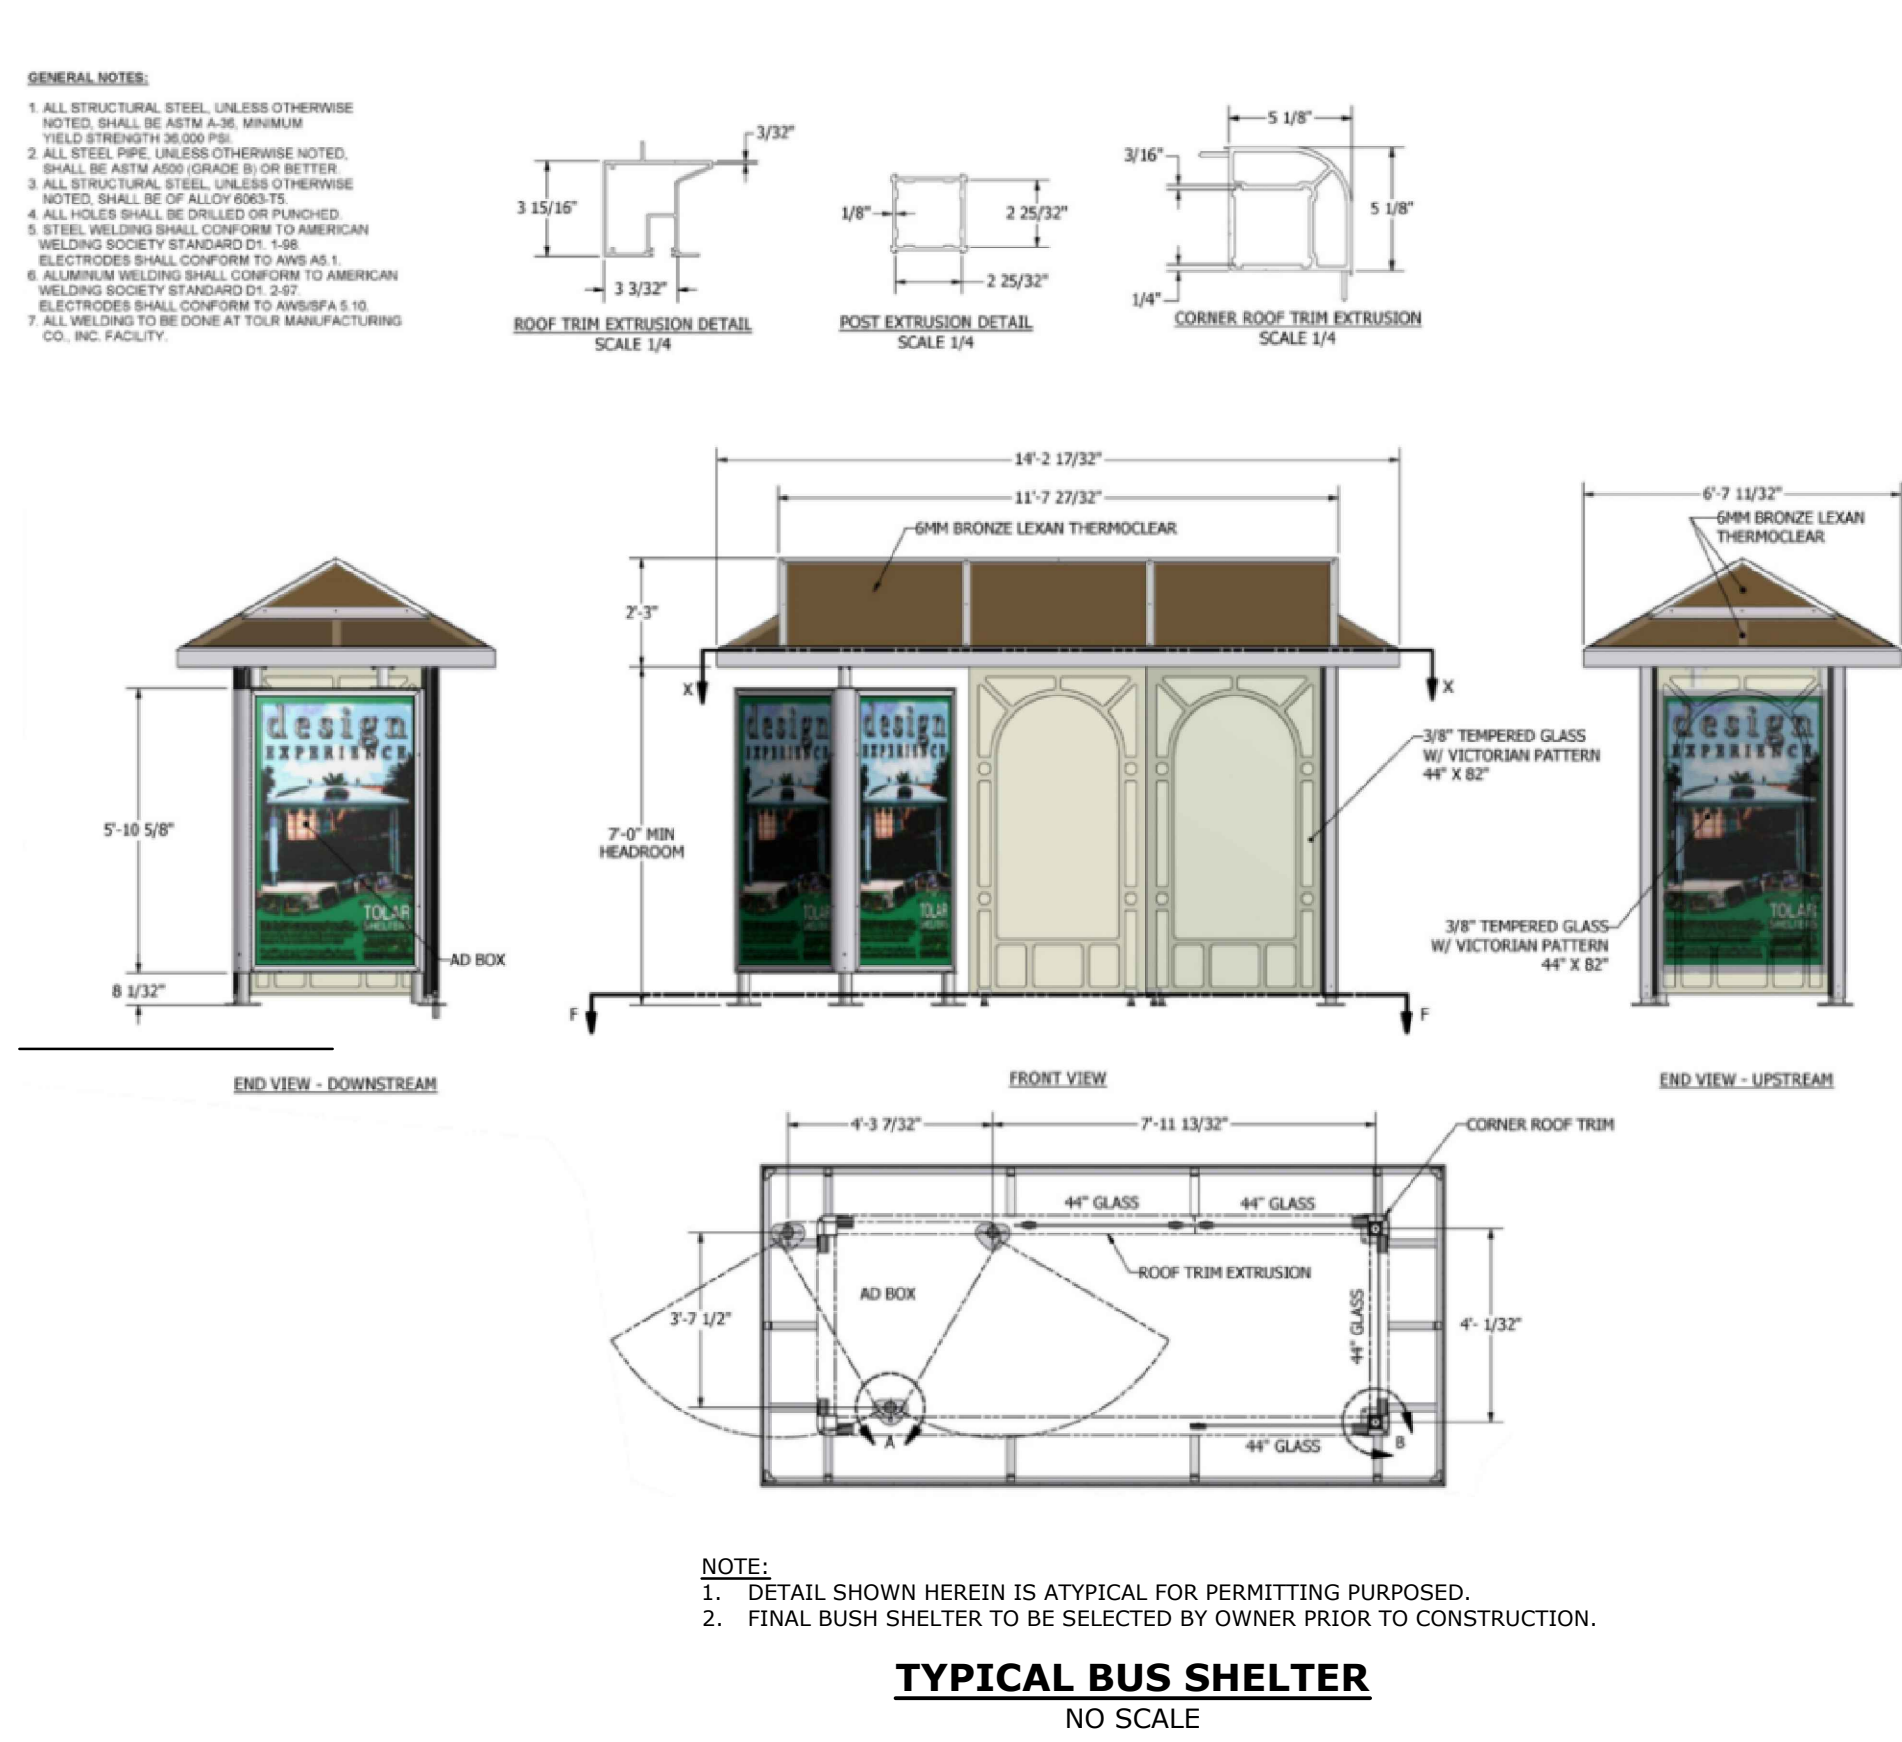 GENERAL NOTES:
1. ALL STRUCTURAL STEEL, UNLESS OTHERWISE
NOTED, SHALL BE ASTM A-36, MINIMUM
YIELD STRENGTH 36,000 PSI.
2. ALL STEEL PIPE, UNLESS OTHERWISE NOTED,
SHALL BE ASTM A500 (GRADE B) OR BETTER.
3. ALL STRUCTURAL STEEL, UNLESS OTHERWISE
NOTED, SHALL BE OF ALLOY 6063-T5.
4. ALL HOLES SHALL BE DRILLED OR PUNCHED.
5. STEEL WELDING SHALL CONFORM TO AMERICAN
WELDING SOCIETY STANDARD D1. 1-98.
ELECTRODES SHALL CONFORM TO AWS A5.1.
6. ALUMINUM WELDING SHALL CONFORM TO AMERICAN
WELDING SOCIETY STANDARD D1. 2-97.
ELECTRODES SHALL CONFORM TO AWS/SFA 5.10.
7. ALL WELDING TO BE DONE AT TOLR MANUFACTURING
CO., INC. FACILITY.
3/32"
3 15/16"
3 3/32"
ROOF TRIM EXTRUSION DETAIL
SCALE 1/4
1/8"
2 25/32"
2 25/32"
POST EXTRUSION DETAIL
SCALE 1/4
5 1/8"
3/16"
5 1/8"
1/4"
CORNER ROOF TRIM EXTRUSION
SCALE 1/4
5'-10 5/8"
8 1/32"
design
EXPERIENCE
TOLAR
SHELTERS
AD BOX
END VIEW - DOWNSTREAM
14'-2 17/32"
11'-7 27/32"
6MM BRONZE LEXAN THERMOCLEAR
2'-3"
X
X
7'-0" MIN
HEADROOM
design
EXPERIENCE
TOLAR
design
EXPERIENCE
TOLAR
3/8" TEMPERED GLASS
W/ VICTORIAN PATTERN
44" X 82"
F
F
FRONT VIEW
6'-7 11/32"
6MM BRONZE LEXAN
THERMOCLEAR
design
EXPERIENCE
TOLAR
SHELTERS
3/8" TEMPERED GLASS
W/ VICTORIAN PATTERN
44" X 82"
END VIEW - UPSTREAM
4'-3 7/32"
7'-11 13/32"
CORNER ROOF TRIM
44" GLASS
44" GLASS
ROOF TRIM EXTRUSION
AD BOX
3'-7 1/2"
44" GLASS
4'- 1/32"
A
44" GLASS
B
NOTE:
1. DETAIL SHOWN HEREIN IS ATYPICAL FOR PERMITTING PURPOSED.
2. FINAL BUSH SHELTER TO BE SELECTED BY OWNER PRIOR TO CONSTRUCTION.
TYPICAL BUS SHELTER
NO SCALE